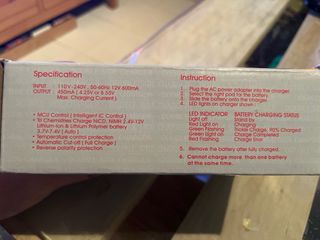 Specification
INPUT : 110V-240V, 50-60Hz 12V 600mA
OUTPUT : 450mA ( 4.25V or 8.55V
Max. Charging Current )
• MCU Control ( Intelligent IC Control )
• to Chemistries Charge NiCD, NiMH 2.4V-12V
Lithium-Ion & Lithium Polymer battery
3.7V-7.4V ( Auto )
• Temperature control protection
• Automatic Cut-off ( Full Charge )
• Reverse polarity protection
Instruction
1. Plug the AC power adapter into the charger
2. Select the right pod for the battery
3. Slide the battery onto the charger
4. LED lights on charger shown :
LED INDICATOR BATTERY CHARGING STATUS
Light off Stand by
Red Light on Charging
Green Flashing Trickle Charge, 90% Charged
Green Light on Charge Completed
Red Flashing Charge Error
5. Remove the battery after fully charged.
6. Cannot charge more, than one battery
at the same time.